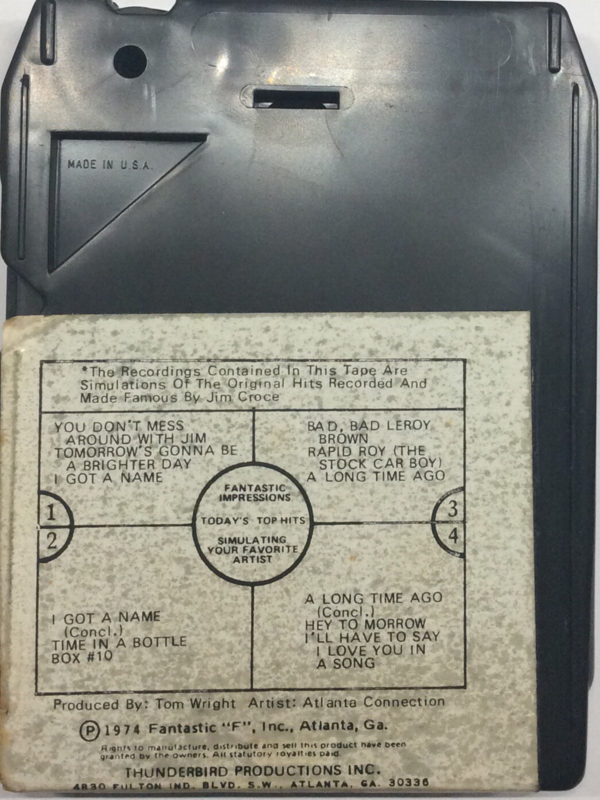 MADE IN U.S.A.
*The Recordings Contained In This Tape Are
Simulations Of The Original Hits Recorded And
Made Famous By Jim Croce
YOU DON'T MESS
AROUND WITH JIM
TOMORROW'S GONNA BE
A BRIGHTER DAY
I GOT A NAME
BAD, BAD LEROY
BROWN
RAPID ROY (THE
STOCK CAR BOY)
A LONG TIME AGO
1
2
FANTASTIC
IMPRESSIONS
TODAY'S TOP HITS
SIMULATING
YOUR FAVORITE
ARTIST
3
4
I GOT A NAME
(Concl.)
TIME IN A BOTTLE
BOX #10
A LONG TIME AGO
(Concl.)
HEY TO MORROW
I'LL HAVE TO SAY
I LOVE YOU IN
A SONG
Produced By: Tom Wright Artist: Atlanta Connection
Ⓟ 1974 Fantastic "F", Inc., Atlanta, Ga.
Rights to manufacture, distribute and sell this product have been
granted by the owners. All statutory royalties paid.
THUNDERBIRD PRODUCTIONS INC.
4830 FULTON IND. BLVD. S.W., ATLANTA, GA. 30336